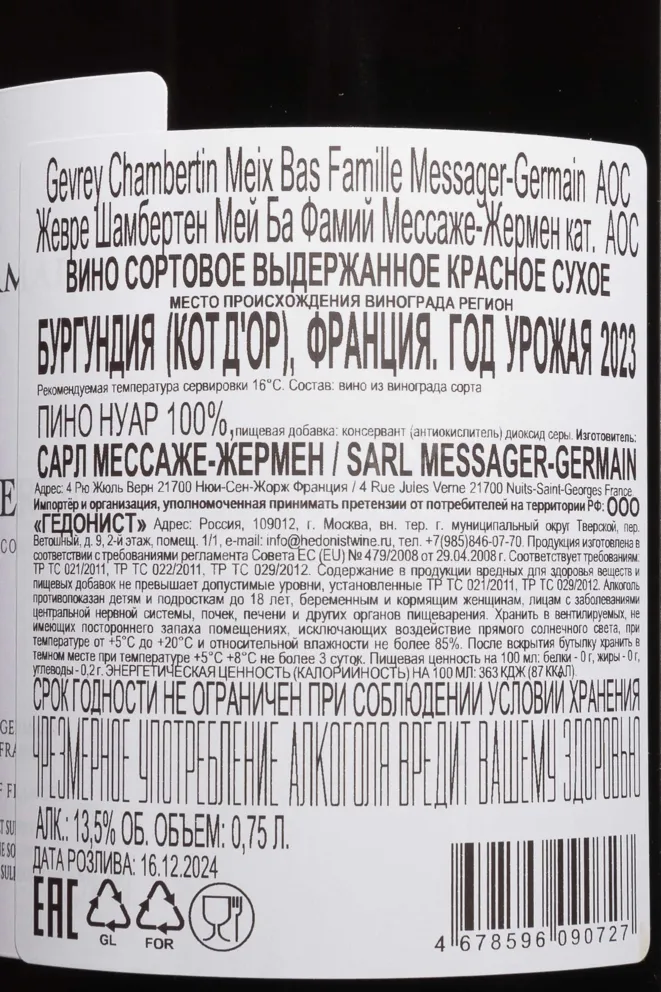 Gevrey Chambertin Meix Bas Famille Messager-Germain AOC
Жевре Шамбертен Мей Ба Фамий Мессаже-Жермен кат. АОС
ВИНО СОРТОВОЕ ВЫДЕРЖАННОЕ КРАСНОЕ СУХОЕ
МЕСТО ПРОИСХОЖДЕНИЯ ВИНОГРАДА РЕГИОН
БУРГУНДИЯ (КОТ Д'ОР), ФРАНЦИЯ. ГОД УРОЖАЯ 2023
Рекомендуемая температура сервировки 16°С. Состав: вино из винограда сорта
ПИНО НУАР 100%, пищевая добавка: консервант (антиокислитель) диоксид серы. Изготовитель:
САРЛ МЕССАЖЕ-ЖЕРМЕН / SARL MESSAGER-GERMAIN
Адрес: 4 Рю Жюль Верн 21700 Нюи-Сен-Жорж Франция / 4 Rue Jules Verne 21700 Nuits-Saint-Georges France
Импортёр и организация, уполномоченная принимать претензии от потребителей на территории РФ: ООО
«ГЕДОНИСТ» Адрес: Россия, 109012, г. Москва, вн. тер. г. муниципальный округ Тверской, пер.
Ветошный, д. 9, 2-й этаж, помещ. 1/1, e-mail: info@hedonistwine.ru, тел. +7(985)846-07-70. Продукция изготовлена в
соответствии с требованиями регламента Совета ЕС (EU) № 479/2008 от 29.04.2008 г. Соответствует требованиям:
ТР ТС 021/2011, ТР ТС 022/2011, ТР ТС 029/2012. Содержание в продукции вредных для здоровья веществ и
пищевых добавок не превышает допустимые уровни, установленные ТР ТС 021/2011, ТР ТС 029/2012. Алкоголь
противопоказан детям и подросткам до 18 лет, беременным и кормящим женщинам, лицам с заболеваниями
центральной нервной системы, почек, печени и других органов пищеварения. Хранить в вентилируемых, не
имеющих постороннего запаха помещениях, исключающих воздействие прямого солнечного света, при
температуре от +5°С до +20°С и относительной влажности не более 85%. После вскрытия бутылку хранить в
темном месте при температуре +5°С +8°С не более 3 суток. Пищевая ценность на 100 мл: белки - 0 г, жиры - 0 г,
углеводы - 0,2 г. ЭНЕРГЕТИЧЕСКАЯ ЦЕННОСТЬ (КАЛОРИЙНОСТЬ) НА 100 МЛ: 363 КДЖ (87 ККАЛ).
СРОК ГОДНОСТИ НЕ ОГРАНИЧЕН ПРИ СОБЛЮДЕНИИ УСЛОВИЙ ХРАНЕНИЯ
ЧРЕЗМЕРНОЕ УПОТРЕБЛЕНИЕ АЛКОГОЛЯ ВРЕДИТ ВАШЕМУ ЗДОРОВЬЮ
АЛК.: 13,5% ОБ. ОБЪЕМ: 0,75 Л.
ДАТА РОЗЛИВА: 16.12.2024
EAC
GL
FOR
4 678596 090727